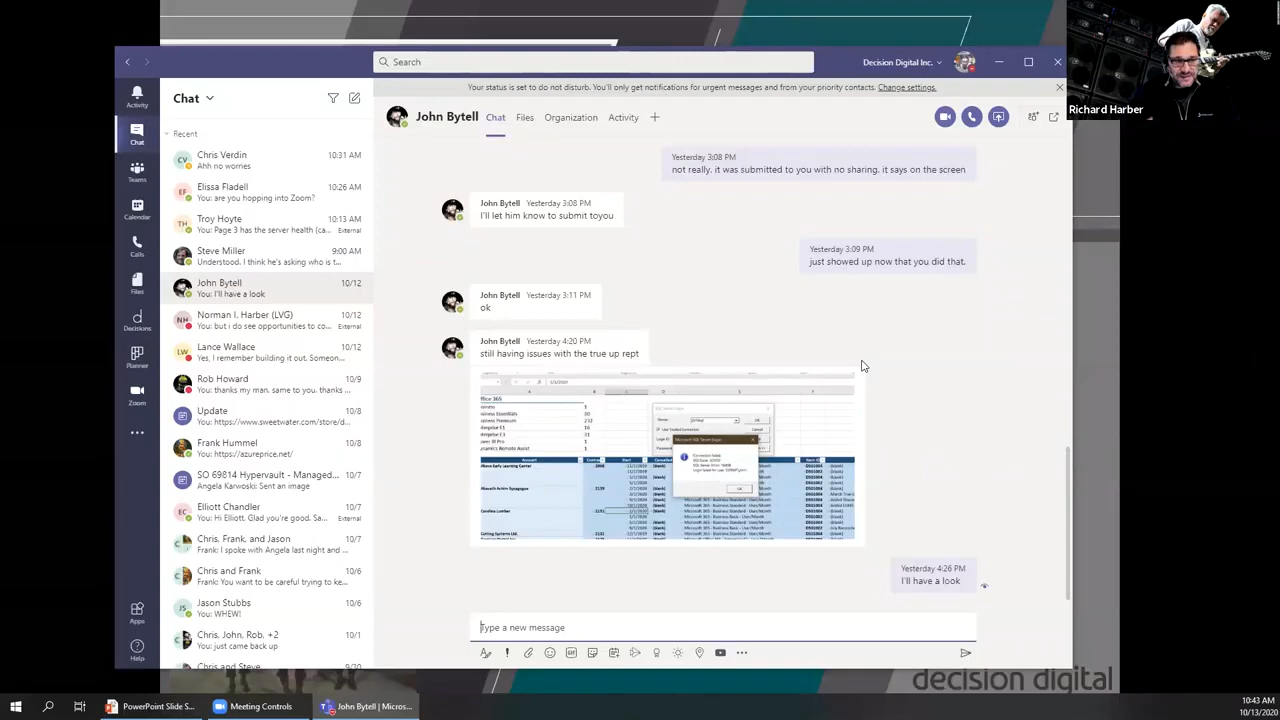 Search
Decision Digital Inc.
Richard Harber
Your status is set to do not disturb. You'll only get notifications for urgent messages and from your priority contacts. Change settings.
Activity
Chat
Teams
Calendar
Calls
Files
Decisions
Planner
Zoom
Apps
Help
Chat
Recent
Chris Verdin 10:31 AM
Ahh no worries
Elissa Fladell 10:26 AM
You: are you hopping into Zoom?
Troy Hoyte 10:13 AM
You: Page 3 has the server health (ca... External
Steve Miller 9:00 AM
Understood. I think he's asking who is t...
John Bytell 10/12
You: I'll have a look
Norman I. Harber (LVG) 10/12
You: but i do see opportunities to co... External
Lance Wallace 10/12
Yes, I remember building it out. Someon...
Rob Howard 10/9
You: thanks my man. same to you. thanks...
Update 10/8
You: https://www.sweetwater.com/store/d...
Frank Hummel 10/8
You: https://azureprice.net/
SO 69814 Hypervault - Managed... 10/7
Angela Karwoski: Sent an image
Elliott Chandler 10/7
You: Hi Elliott. Glad you're good. Sa... External
Chris, Frank, and Jason 10/7
Frank: I spoke with Angela last night and ...
Chris and Frank 10/6
Frank: You want to be careful trying to ke...
Jason Stubbs 10/6
You: WHEW!
Chris, John, Rob, +2 10/1
You: just came back up
Chris and Steve 9/30
John Bytell Chat Files Organization Activity
Yesterday 3:08 PM
not really. it was submitted to you with no sharing. it says on the screen
John Bytell Yesterday 3:08 PM
I'll let him know to submit toyou
Yesterday 3:09 PM
just showed up now that you did that.
John Bytell Yesterday 3:11 PM
ok
John Bytell Yesterday 4:20 PM
still having issues with the true up rept
Yesterday 4:26 PM
I'll have a look
Type a new message
decision digital
PowerPoint Slide S...
Meeting Controls
John Bytell | Micros...
10:43 AM
10/13/2020